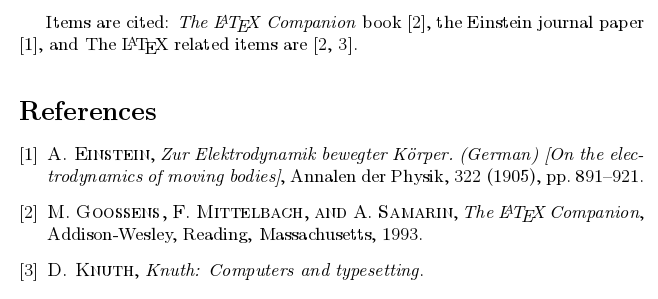 Items are cited: The LATEX Companion book [2], the Einstein journal paper
[1], and The LATEX related items are [2, 3].
References
[1] A. EINSTEIN, Zur Elektrodynamik bewegter Körper. (German) [On the elec-
trodynamics of moving bodies], Annalen der Physik, 322 (1905), pp. 891–921.
[2] M. GOOSSENS, F. MITTELBACH, AND A. SAMARIN, The LATEX Companion,
Addison-Wesley, Reading, Massachusetts, 1993.
[3] D. KNUTH, Knuth: Computers and typesetting.